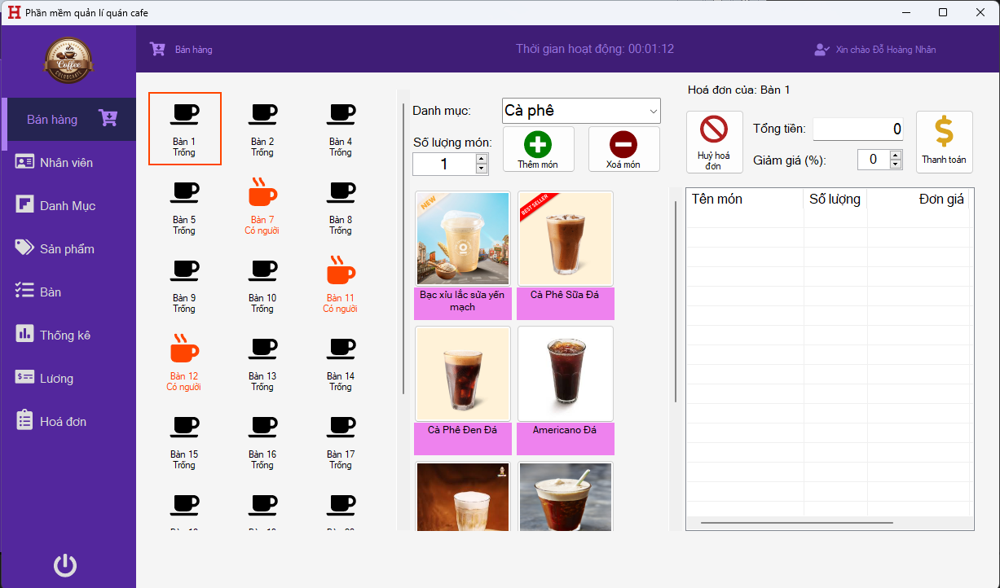 Phần mềm quản lí quán cafe
Coffee
Bán hàng
Thời gian hoạt động: 00:01:12
Xin chào Đỗ Hoàng Nhân
Bán hàng
Nhân viên
Danh Mục
Sản phẩm
Bàn
Thống kê
Lương
Hoá đơn
Bàn 1
Trống
Bàn 2
Trống
Bàn 4
Trống
Bàn 5
Trống
Bàn 7
Có người
Bàn 8
Trống
Bàn 9
Trống
Bàn 10
Trống
Bàn 11
Có người
Bàn 12
Có người
Bàn 13
Trống
Bàn 14
Trống
Bàn 15
Trống
Bàn 16
Trống
Bàn 17
Trống
Danh mục:
Cà phê
Số lượng món:
1
Thêm món
Xoá món
NEW
Bạc xỉu lắc sữa yến
mạch
BEST SELLER
Cà Phê Sữa Đá
Cà Phê Đen Đá
Americano Đá
Hoá đơn của: Bàn 1
Huỷ hoá
đơn
Tổng tiền:
0
Giảm giá (%):
0
Thanh toán
Tên món
Số lượng
Đơn giá